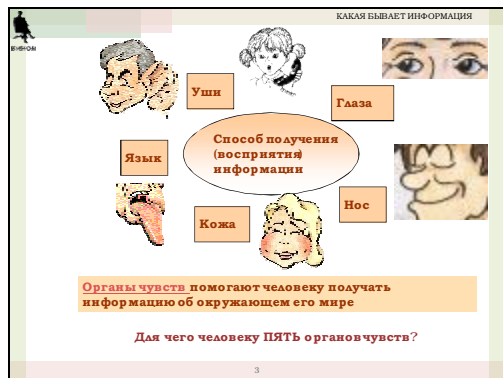 КАКАЯ БЫВАЕТ ИНФОРМАЦИЯ
БИНОМ
Уши
Глаза
Способ получения
(восприятия)
информации
Язык
Нос
Кожа
Органы чувств помогают человеку получать
информацию об окружающем его мире
Для чего человеку ПЯТЬ органов чувств?
3